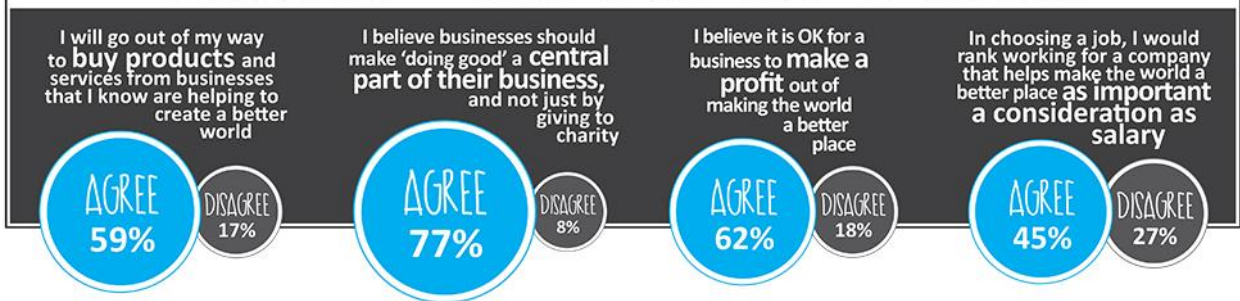 I will go out of my way
to buy products and
services from businesses
that I know are helping to
create a better
world
AGREE
59%
DISAGREE
17%
I believe businesses should
make ‘doing good’ a central
part of their business,
and not just by
giving to
charity
AGREE
77%
DISAGREE
8%
I believe it is OK for a
business to make a
profit out of
making the world
a better
place
AGREE
62%
DISAGREE
18%
In choosing a job, I would
rank working for a company
that helps make the world a
better place as important
a consideration as
salary
AGREE
45%
DISAGREE
27%